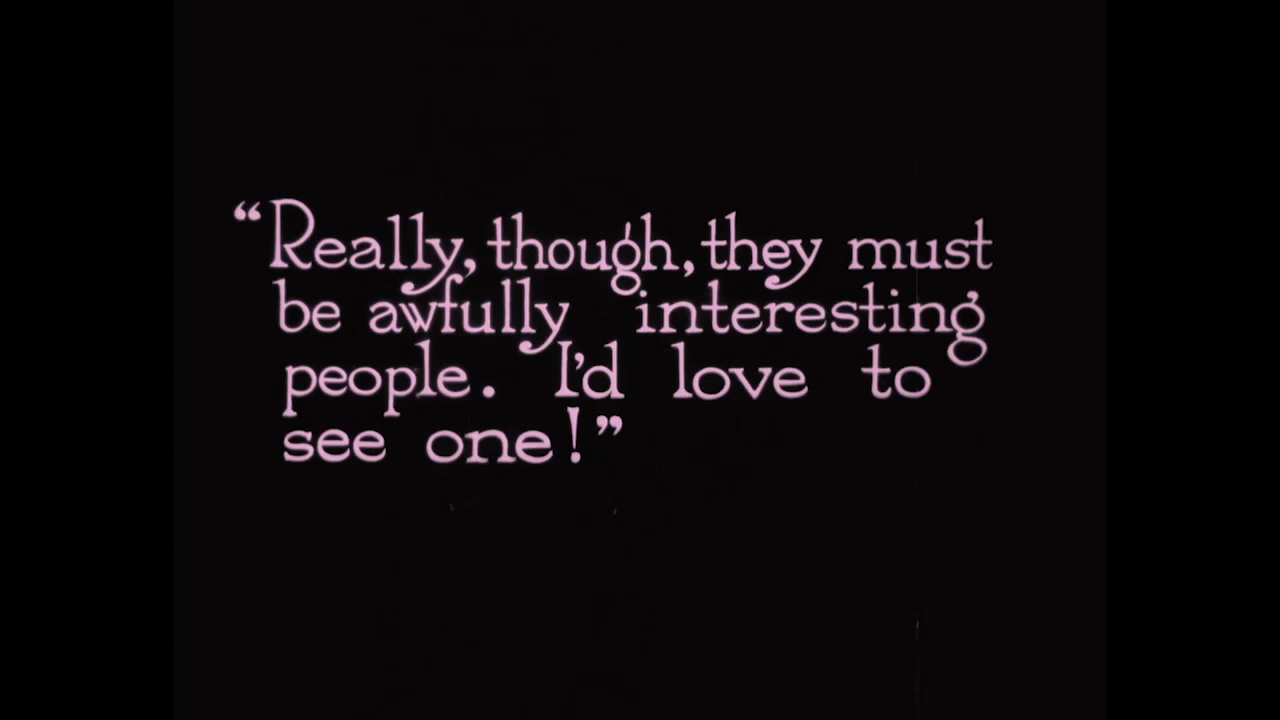 “Really, though, they must
be awfully interesting
people. I’d love to
see one!”